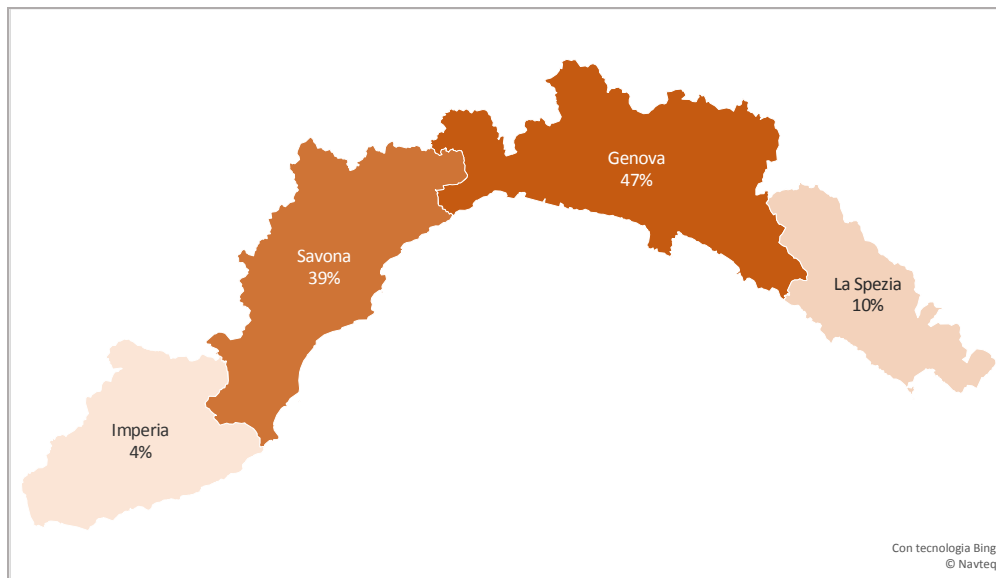 Genova
47%
Savona
39%
La Spezia
10%
Imperia
4%
Con tecnologia Bing
© Navteq